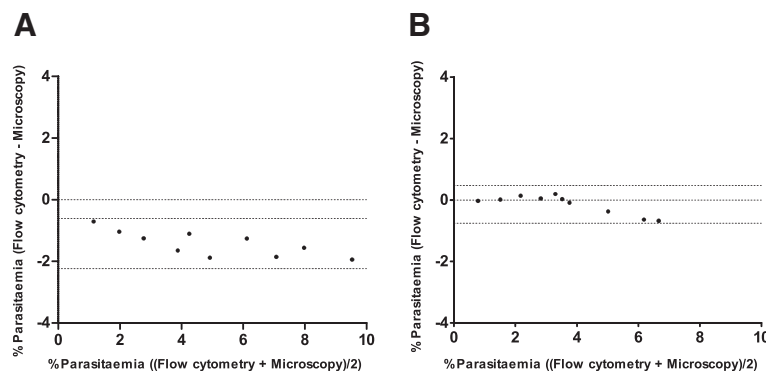 A
% Parasitaemia (Flow cytometry - Microscopy)
4
2
0
-2
-4
0 2 4 6 8 10
%Parasitaemia ((Flow cytometry + Microscopy)/2)
B
% Parasitaemia (Flow cytometry - Microscopy)
4
2
0
-2
-4
0 2 4 6 8 10
%Parasitaemia ((Flow cytometry + Microscopy)/2)